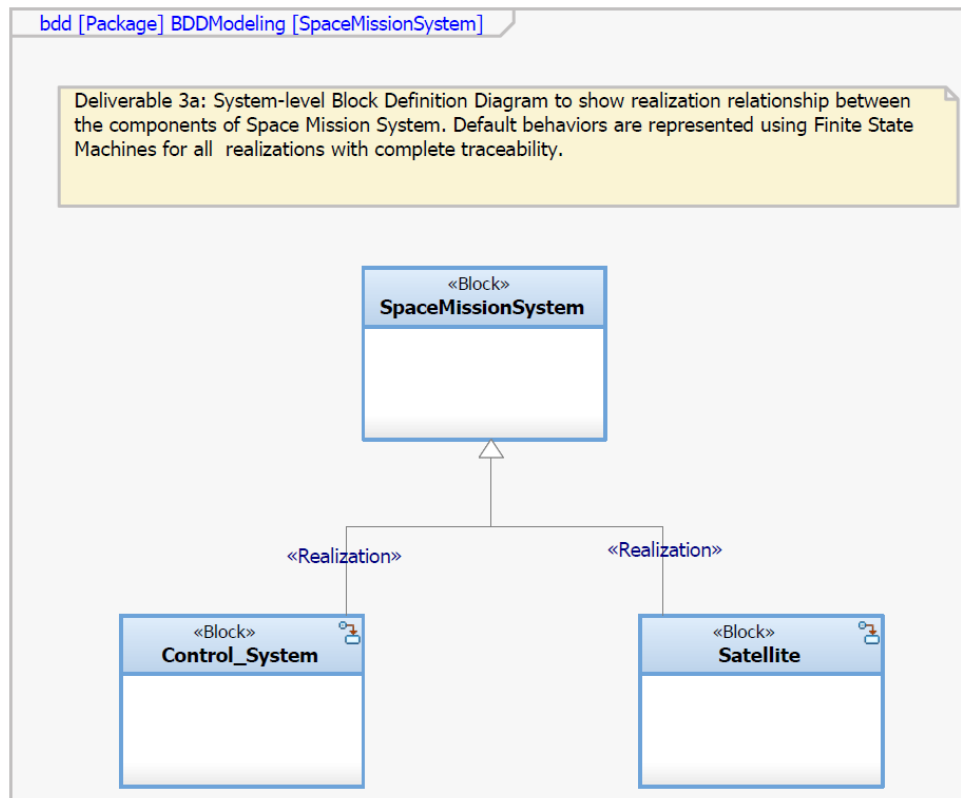 bdd [Package] BDDModeling [SpaceMissionSystem]
Deliverable 3a: System-level Block Definition Diagram to show realization relationship between
the components of Space Mission System. Default behaviors are represented using Finite State
Machines for all  realizations with complete traceability.
«Block»
SpaceMissionSystem
«Realization»
«Realization»
«Block»
Control_System
«Block»
Satellite